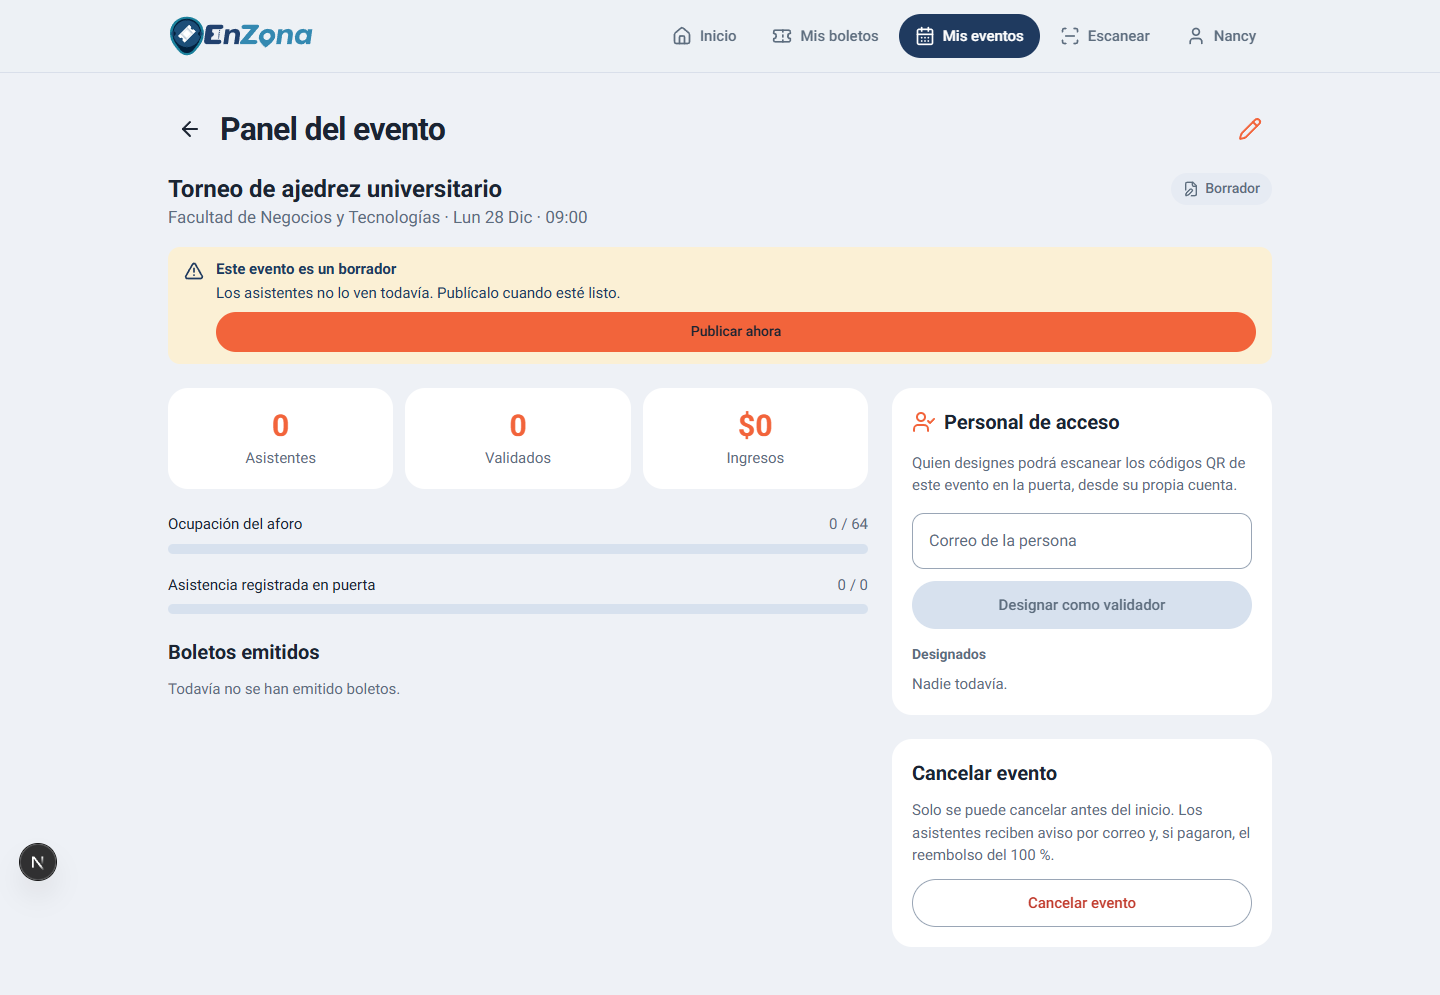 EnZona
Inicio
Mis boletos
Mis eventos
Escanear
Nancy
Panel del evento
Torneo de ajedrez universitario
Borrador
Facultad de Negocios y Tecnologías · Lun 28 Dic · 09:00
Este evento es un borrador
Los asistentes no lo ven todavía. Publícalo cuando esté listo.
Publicar ahora
0
Asistentes
0
Validados
$0
Ingresos
Ocupación del aforo
0 / 64
Asistencia registrada en puerta
0 / 0
Boletos emitidos
Todavía no se han emitido boletos.
Personal de acceso
Quien designes podrá escanear los códigos QR de
este evento en la puerta, desde su propia cuenta.
Correo de la persona
Designar como validador
Designados
Nadie todavía.
Cancelar evento
Solo se puede cancelar antes del inicio. Los
asistentes reciben aviso por correo y, si pagaron, el
reembolso del 100 %.
Cancelar evento
N